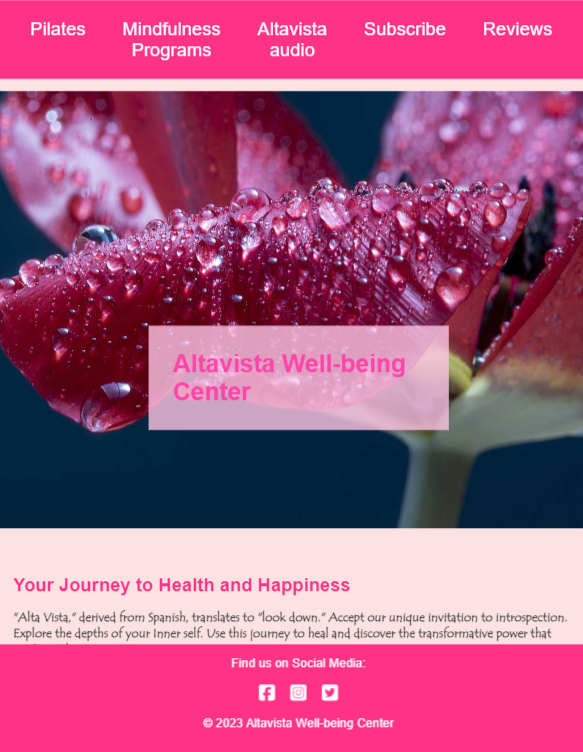 Pilates
Mindfulness
Programs
Altavista
audio
Subscribe
Reviews
Altavista Well-being
Center
Your Journey to Health and Happiness
"Alta Vista," derived from Spanish, translates to "look down." Accept our unique invitation to introspection.
Explore the depths of your Inner self. Use this journey to heal and discover the transformative power that
Find us on Social Media:
© 2023 Altavista Well-being Center